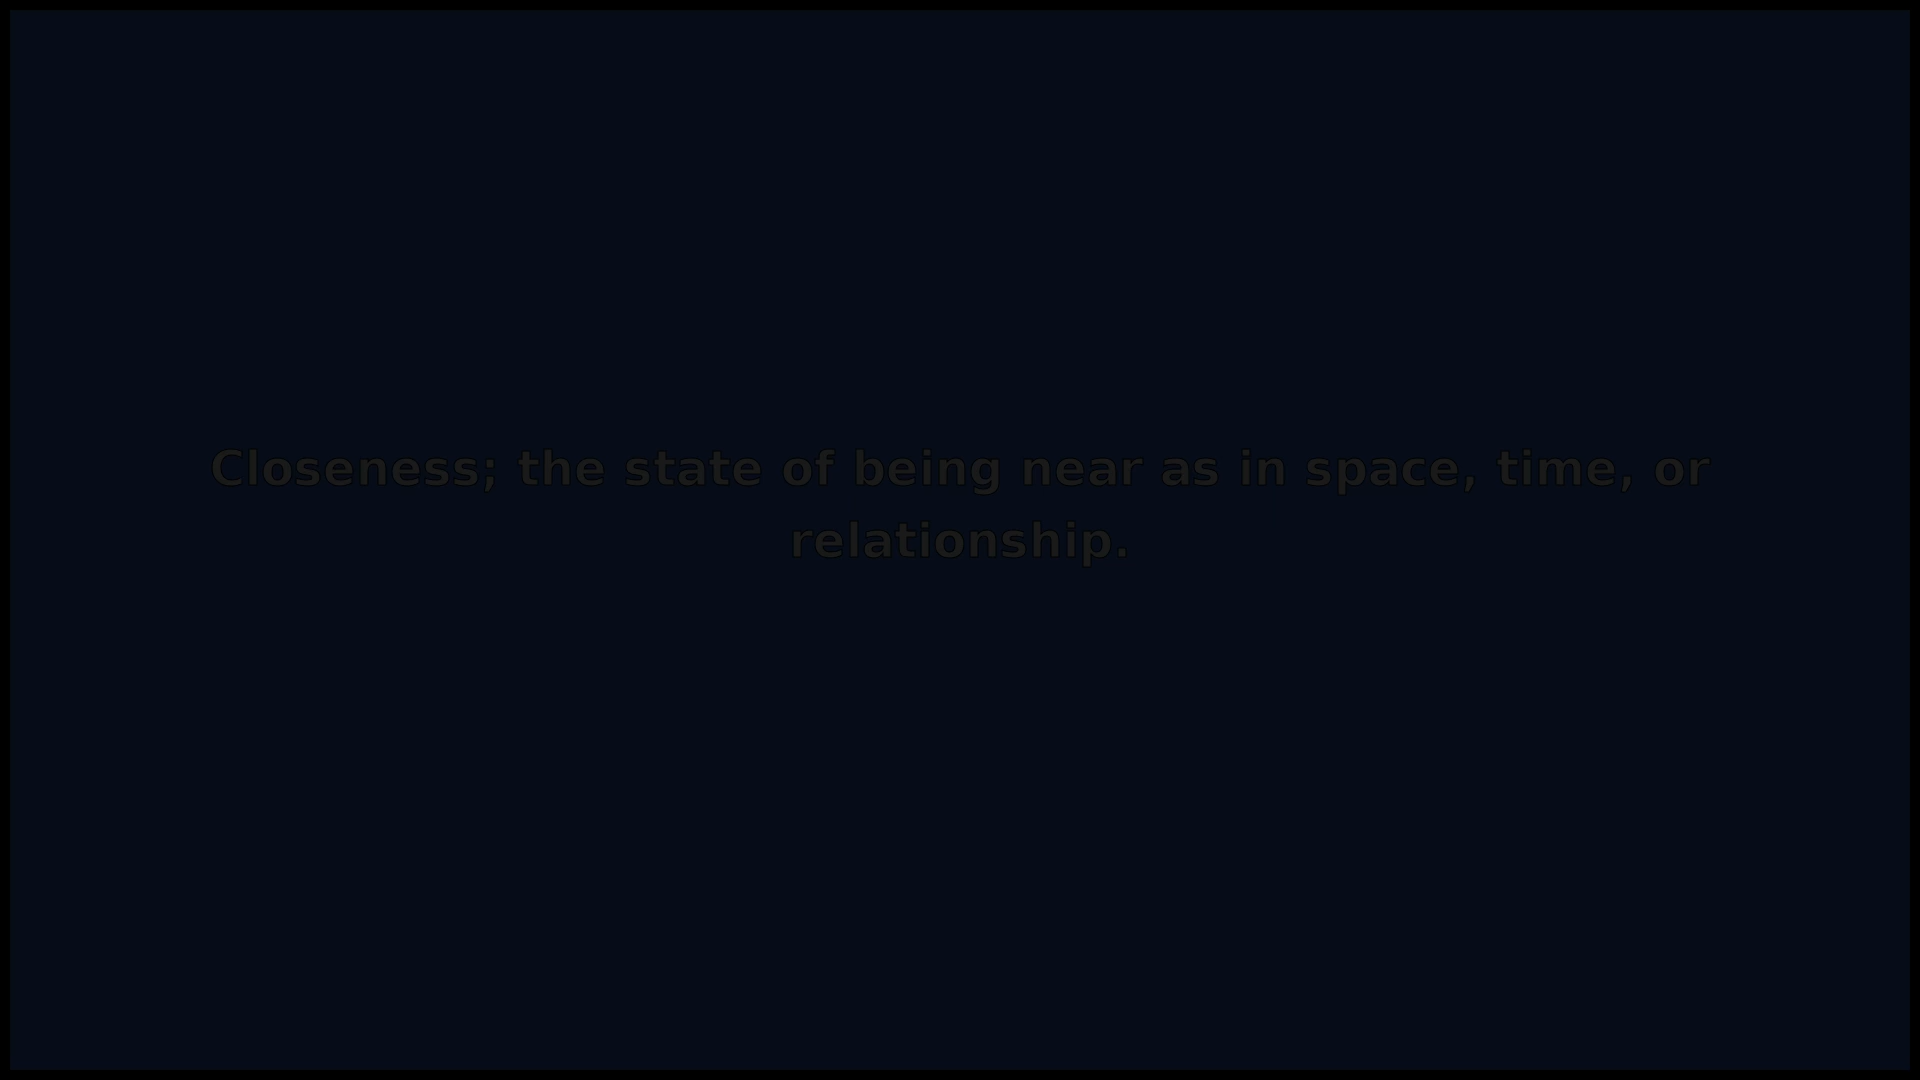 Closeness; the state of being near as in space, time, or
relationship.